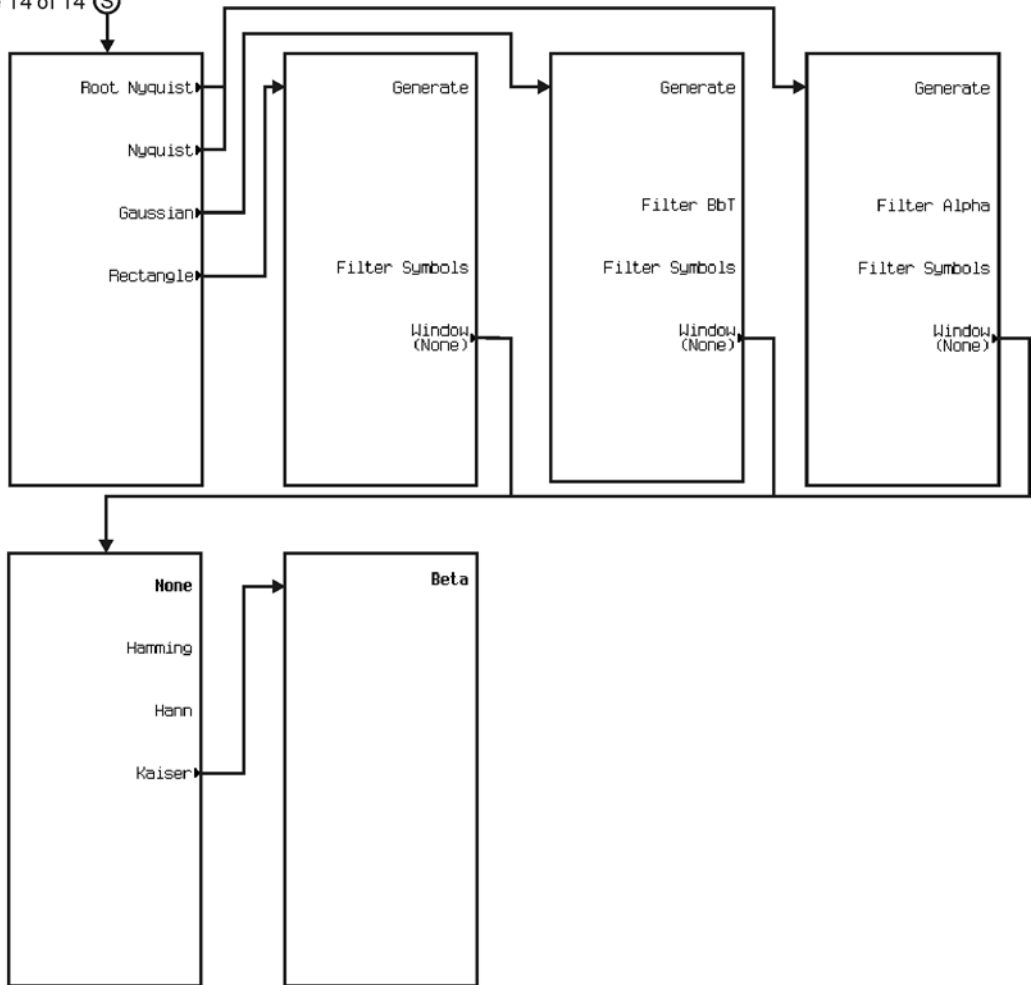 14 of 14 S
Root Nyquist
Nyquist
Gaussian
Rectangle
Generate
Filter Symbols
Window
(None)
Generate
Filter BbT
Filter Symbols
Window
(None)
Generate
Filter Alpha
Filter Symbols
Window
(None)
None
Hamming
Hann
Kaiser
Beta